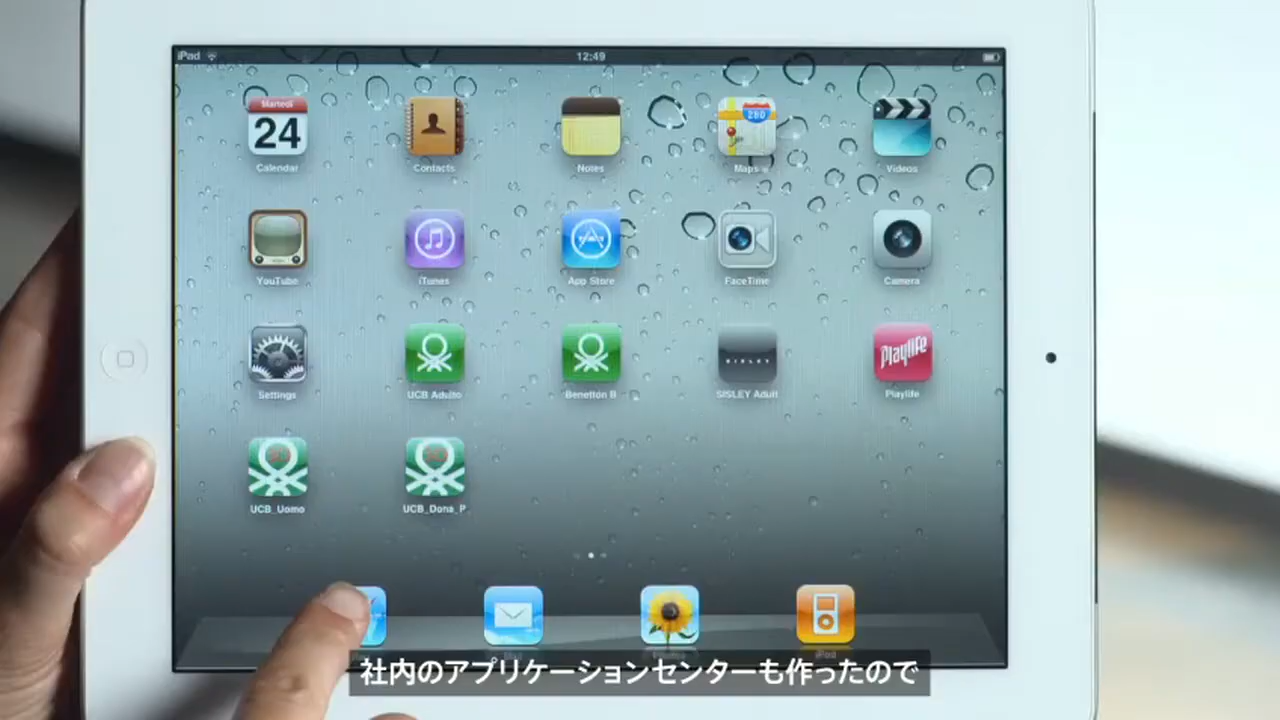 iPad
12:49
Martedì
24
280
Calendar
Contacts
Notes
Maps
Videos
YouTube
iTunes
App Store
FaceTime
Camera
SISLEY
Playlife
Settings
UCB Adulto
Benetton B
SISLEY Adult
Playlife
UCB_Uomo
UCB_Dona_P
iPod
社内のアプリケーションセンターも作ったので